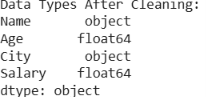 Data Types After Cleaning:
Name       object
Age       float64
City       object
Salary    float64
dtype: object